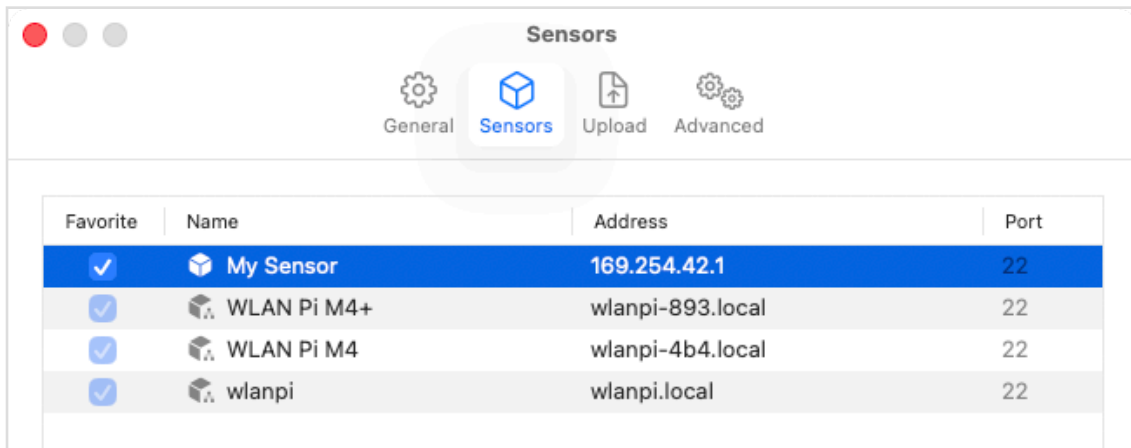 Sensors
General Sensors Upload Advanced
Favorite Name Address Port
My Sensor 169.254.42.1 22
WLAN Pi M4+ wlanpi-893.local 22
WLAN Pi M4 wlanpi-4b4.local 22
wlanpi wlanpi.local 22